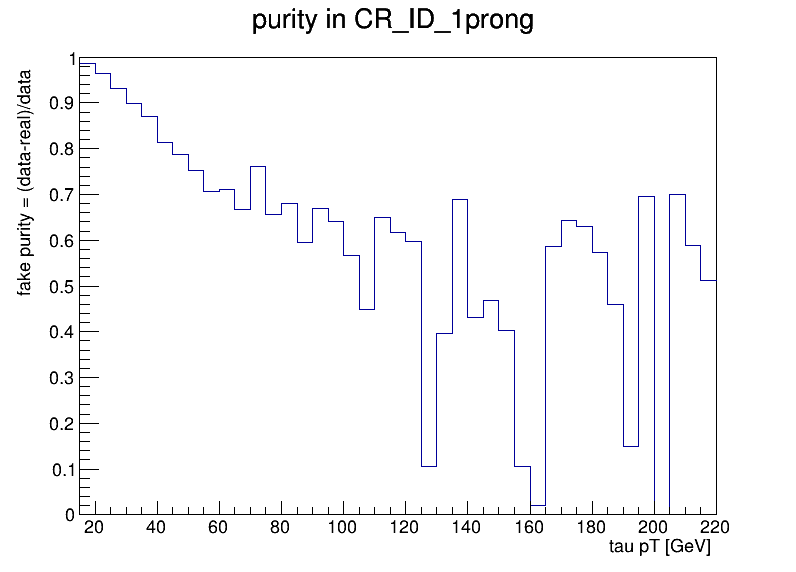 purity in CR_ID_1prong
fake purity = (data-real)/data
1
0.9
0.8
0.7
0.6
0.5
0.4
0.3
0.2
0.1
0
20 40 60 80 100 120 140 160 180 200 220
tau pT [GeV]